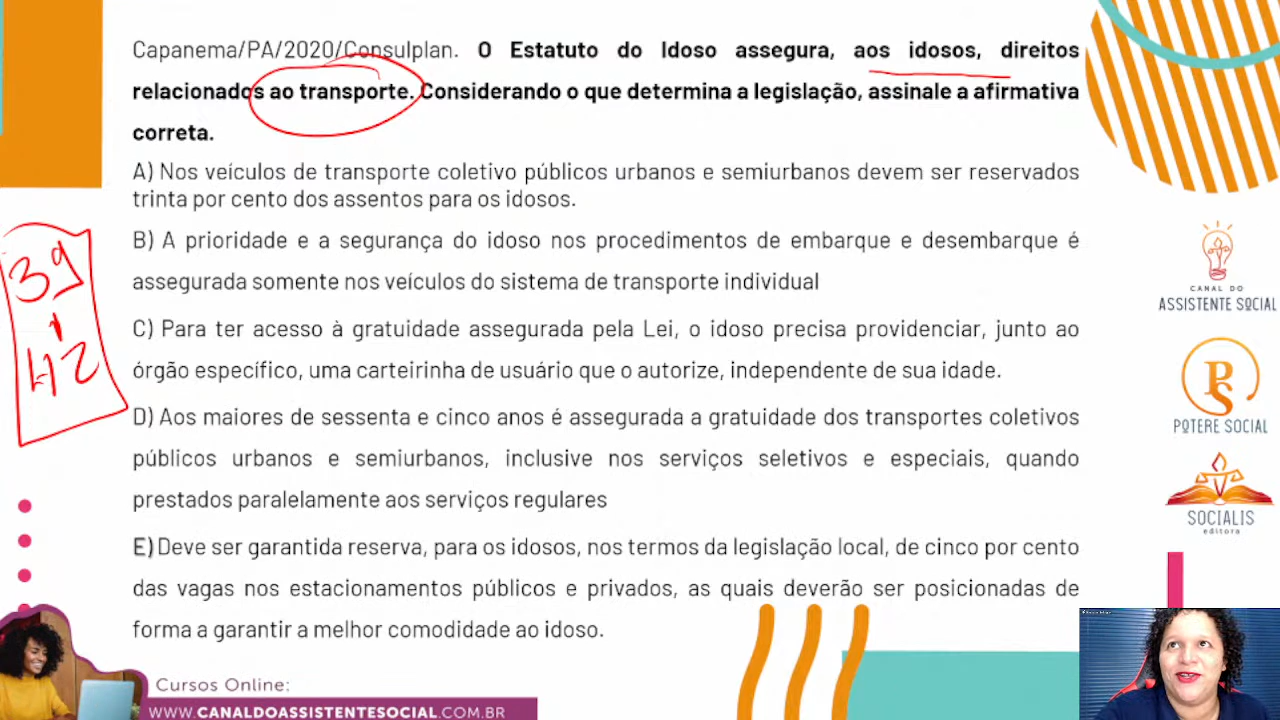 Capanema/PA/2020/Consulplan. O Estatuto do Idoso assegura, aos idosos, direitos
relacionados ao transporte. Considerando o que determina a legislação, assinale a afirmativa
correta.
A) Nos veículos de transporte coletivo públicos urbanos e semiurbanos devem ser reservados
trinta por cento dos assentos para os idosos.
B) A prioridade e a segurança do idoso nos procedimentos de embarque e desembarque é
assegurada somente nos veículos do sistema de transporte individual
C) Para ter acesso à gratuidade assegurada pela Lei, o idoso precisa providenciar, junto ao
órgão específico, uma carteirinha de usuário que o autorize, independente de sua idade.
D) Aos maiores de sessenta e cinco anos é assegurada a gratuidade dos transportes coletivos
públicos urbanos e semiurbanos, inclusive nos serviços seletivos e especiais, quando
prestados paralelamente aos serviços regulares
E) Deve ser garantida reserva, para os idosos, nos termos da legislação local, de cinco por cento
das vagas nos estacionamentos públicos e privados, as quais deverão ser posicionadas de
forma a garantir a melhor comodidade ao idoso.
39
42
CANAL DO
ASSISTENTE SOCIAL
PS
POTERE SOCIAL
SOCIALIS
editora
Cursos Online:
WWW.CANALDOASSISTENTESOCIAL.COM.BR